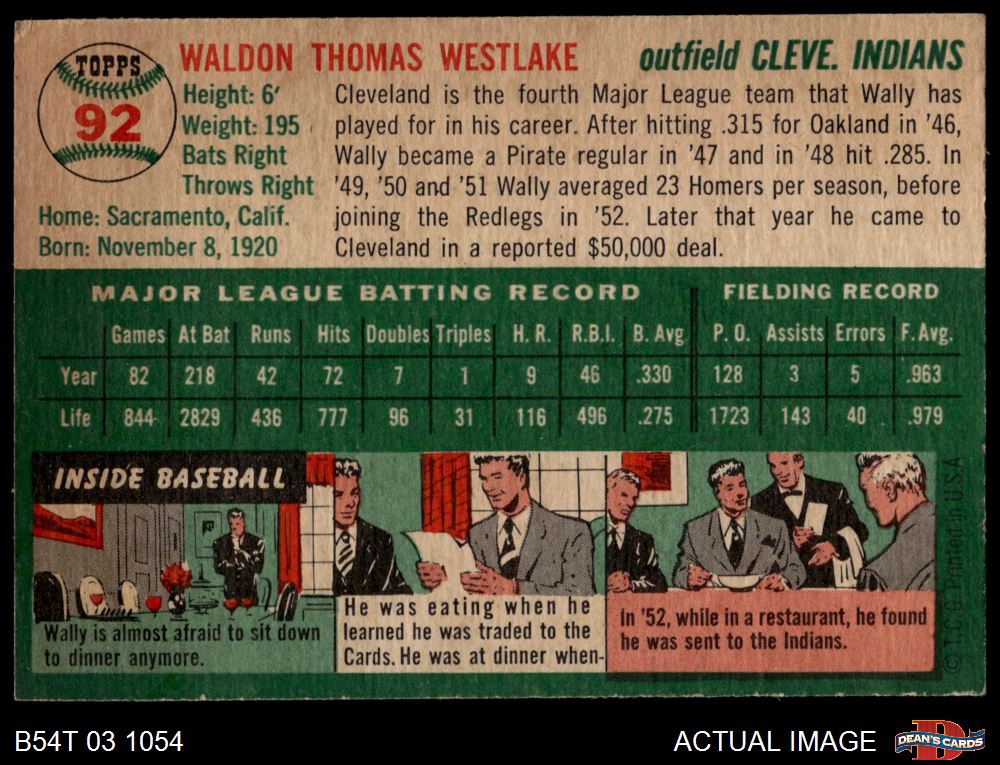 TOPPS
92
WALDON THOMAS WESTLAKE
outfield CLEVE. INDIANS
Height: 6'
Weight: 195
Bats Right
Throws Right
Home: Sacramento, Calif.
Born: November 8, 1920
Cleveland is the fourth Major League team that Wally has
played for in his career. After hitting .315 for Oakland in '46,
Wally became a Pirate regular in '47 and in '48 hit .285. In
'49, '50 and '51 Wally averaged 23 Homers per season, before
joining the Redlegs in '52. Later that year he came to
Cleveland in a reported $50,000 deal.
MAJOR LEAGUE BATTING RECORD FIELDING RECORD
Games At Bat Runs Hits Doubles Triples H. R. R.B.I. B. Avg P. O. Assists Errors F. Avg.
Year 82 218 42 72 7 1 9 46 .330 128 3 5 .963
Life 844 2829 436 777 96 31 116 496 .275 1723 143 40 .979
INSIDE BASEBALL
Wally is almost afraid to sit down
to dinner anymore.
He was eating when he
learned he was traded to the
Cards. He was at dinner when-
In '52, while in a restaurant, he found
he was sent to the Indians.
© T.C.G. Printed in U.S.A.
B54T 03 1054
ACTUAL IMAGE
DEAN'S CARDS